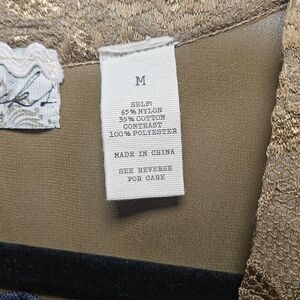 M
SELF:
65% NYLON
35% COTTON
CONTRAST
100% POLYESTER
MADE IN CHINA
SEE REVERSE
FOR CARE